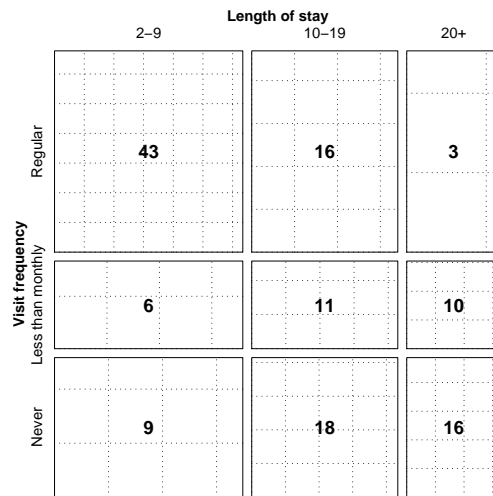 Length of stay
2−9 10−19 20+
Visit frequency
Regular
43 16 3
Less than monthly
6 11 10
Never
9 18 16